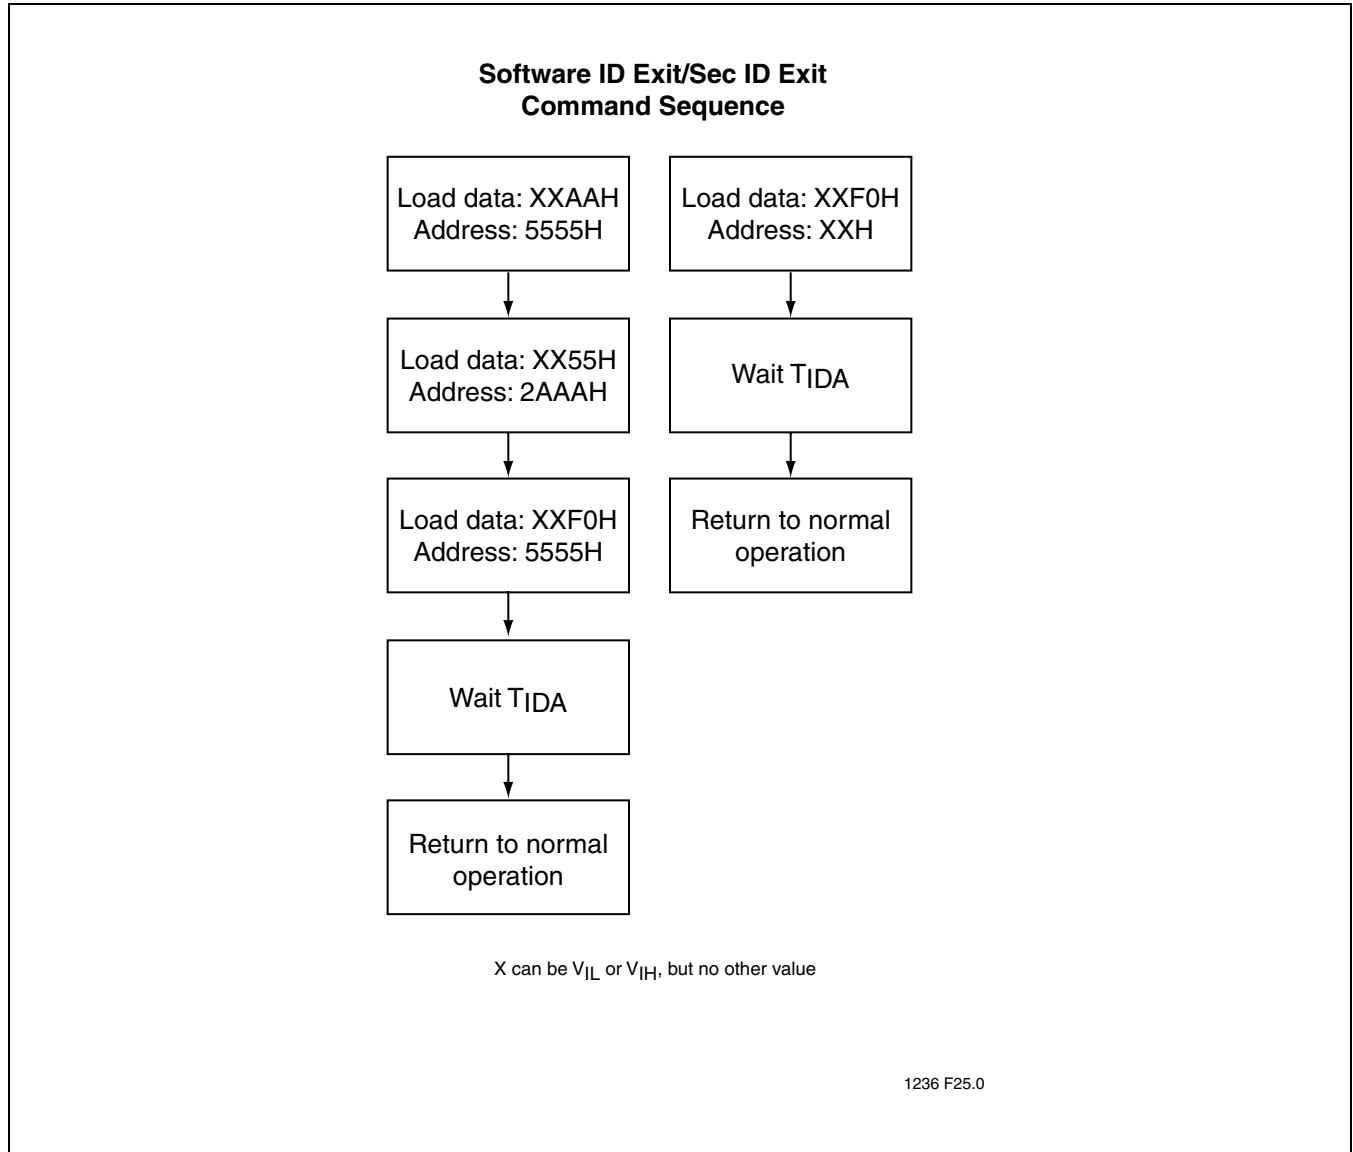 Software ID Exit/Sec ID Exit
Command Sequence
Load data: XXAAH
Address: 5555H
Load data: XX55H
Address: 2AAAH
Load data: XXF0H
Address: 5555H
Wait TIDA
Return to normal
operation
Load data: XXF0H
Address: XXH
Wait TIDA
Return to normal
operation
X can be VIL or VIH, but no other value
1236 F25.0